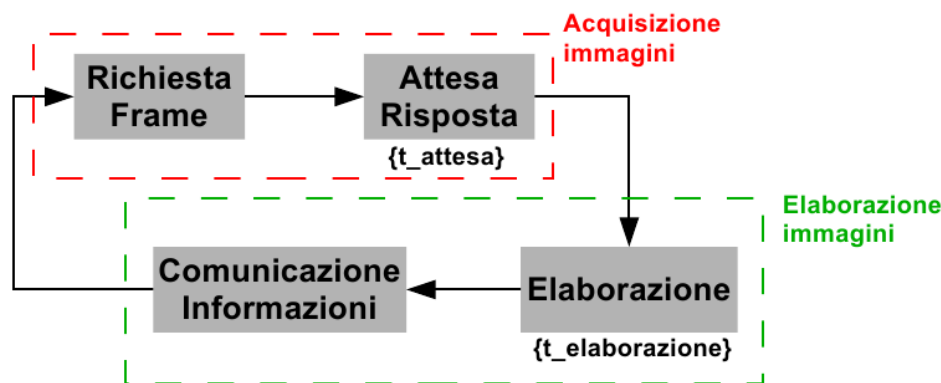 Acquisizione
immagini
Richiesta
Frame
Attesa
Risposta
{t_attesa}
Elaborazione
immagini
Comunicazione
Informazioni
Elaborazione
{t_elaborazione}